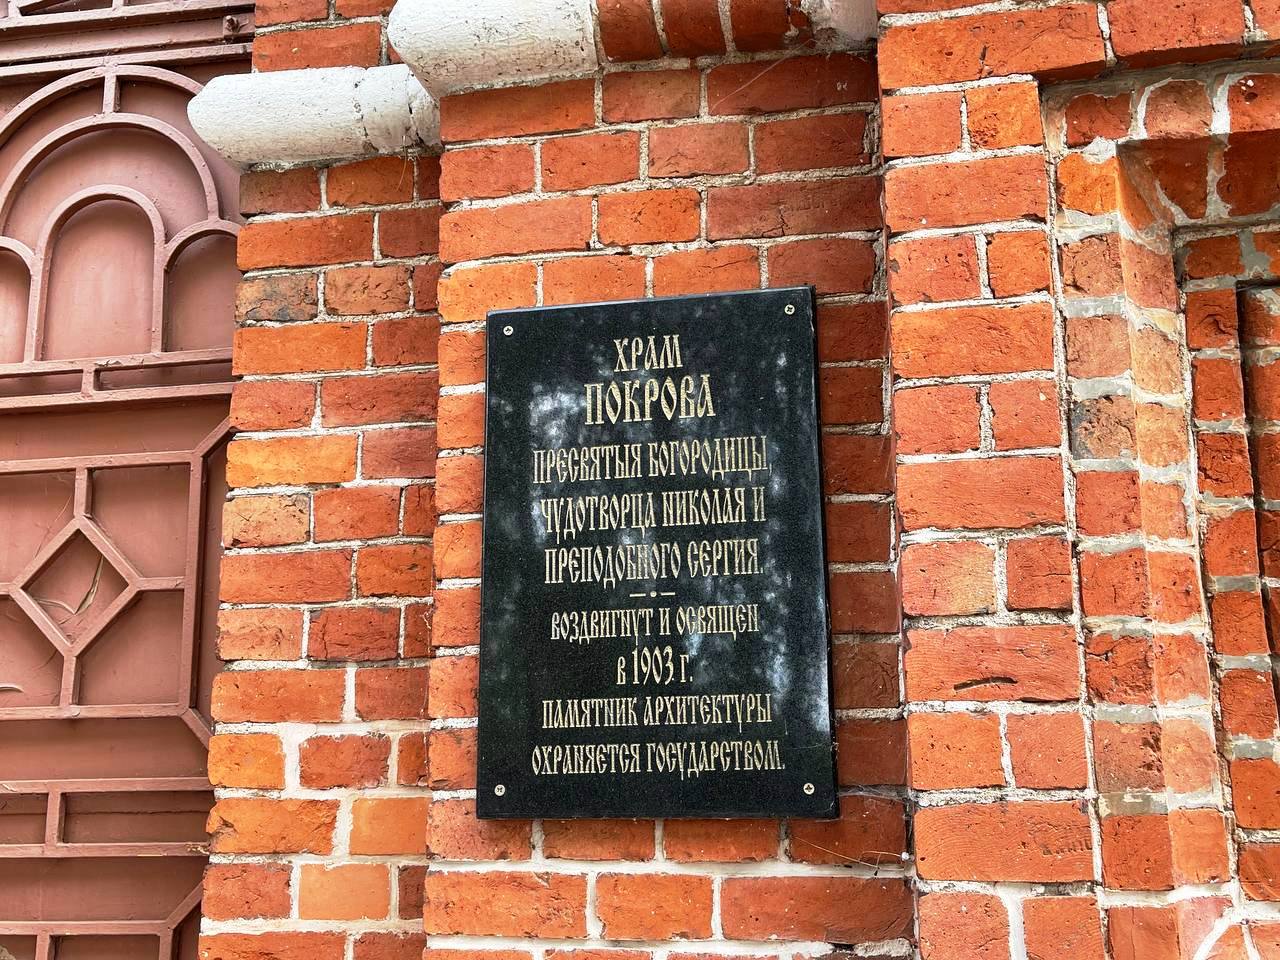 ХРАМ
ПОКРОВА
ПРЕСВЯТЫЯ БОГОРОДИЦЫ,
ЧУДОТВОРЦА НИКОЛАЯ И
ПРЕПОДОБНОГО СЕРГИЯ.
ВОЗДВИГНУТ И ОСВЯЩЕН
В 1903 Г.
ПАМЯТНИК АРХИТЕКТУРЫ
ОХРАНЯЕТСЯ ГОСУДАРСТВОМ.